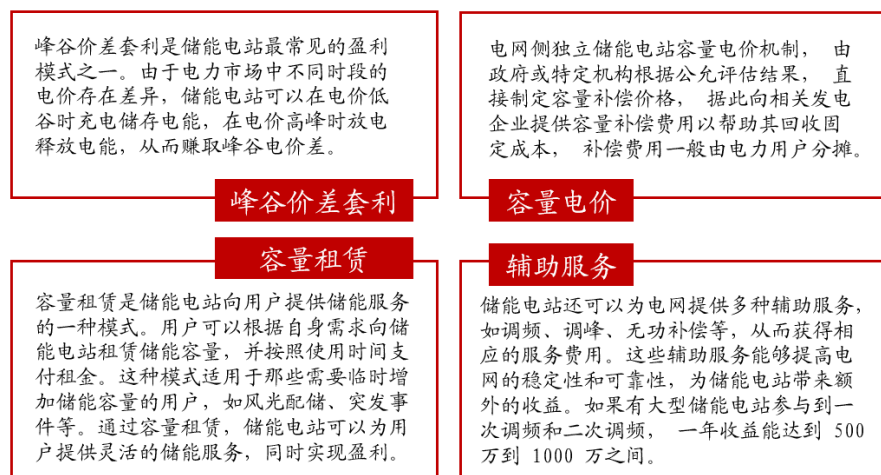 峰谷价差套利是储能电站最常见的盈利
模式之一。由于电力市场中不同时段的
电价存在差异，储能电站可以在电价低
谷时充电储存电能，在电价高峰时放电
释放电能，从而赚取峰谷电价差。
峰谷价差套利
电网侧独立储能电站容量电价机制， 由
政府或特定机构根据公允评估结果， 直
接制定容量补偿价格， 据此向相关发电
企业提供容量补偿费用以帮助其回收固
定成本， 补偿费用一般由电力用户分摊。
容量电价
容量租赁
容量租赁是储能电站向用户提供储能服务
的一种模式。用户可以根据自身需求向储
能电站租赁储能容量，并按照使用时间支
付租金。这种模式适用于那些需要临时增
加储能容量的用户，如风光配储、突发事
件等。通过容量租赁，储能电站可以为用
户提供灵活的储能服务，同时实现盈利。
辅助服务
储能电站还可以为电网提供多种辅助服务，
如调频、调峰、无功补偿等，从而获得相
应的服务费用。这些辅助服务能够提高电
网的稳定性和可靠性，为储能电站带来额
外的收益。如果有大型储能电站参与到一
次调频和二次调频， 一年收益能达到 500
万到 1000 万之间。